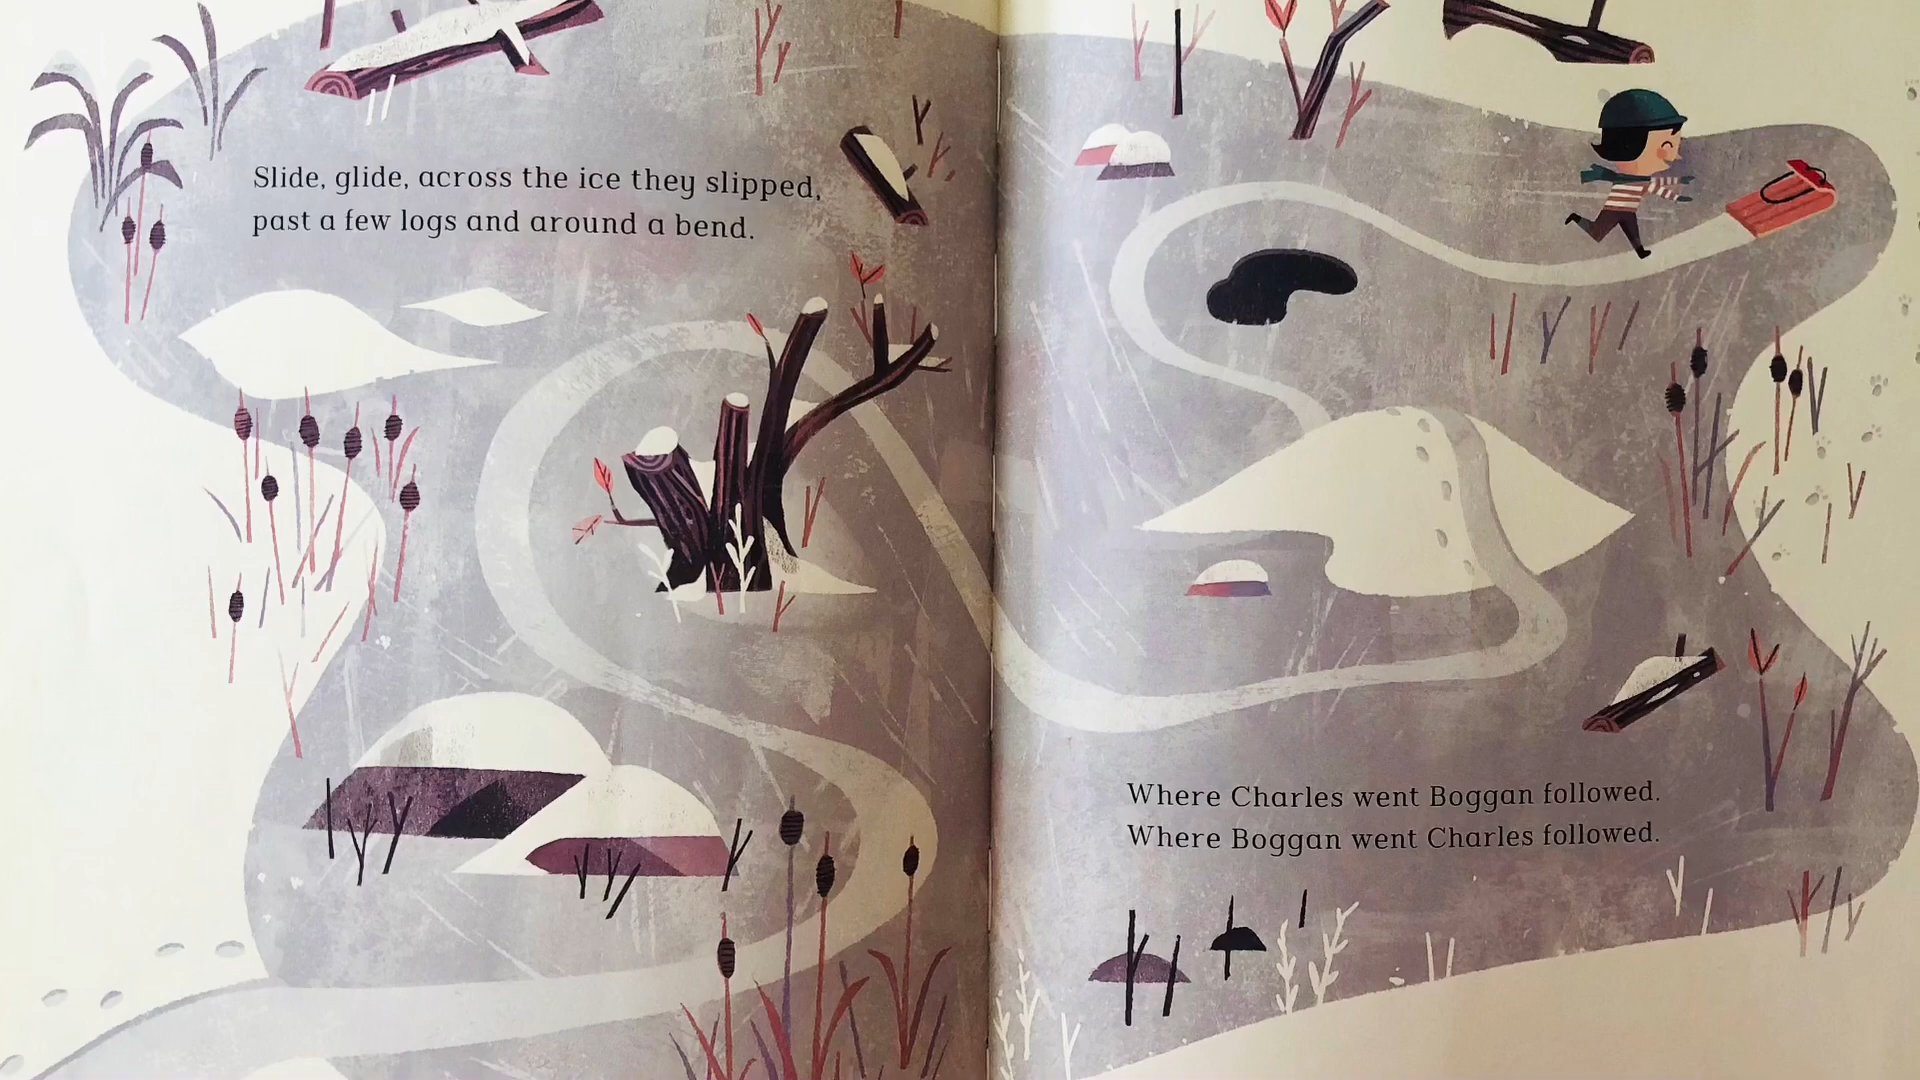 Slide, glide, across the ice they slipped,
past a few logs and around a bend.
Where Charles went Boggan followed.
Where Boggan went Charles followed.